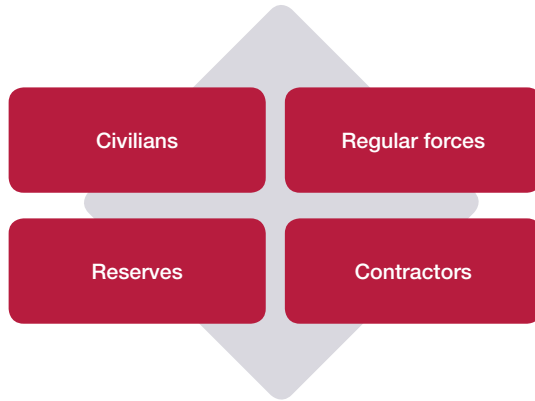 Civilians
Regular forces
Reserves
Contractors